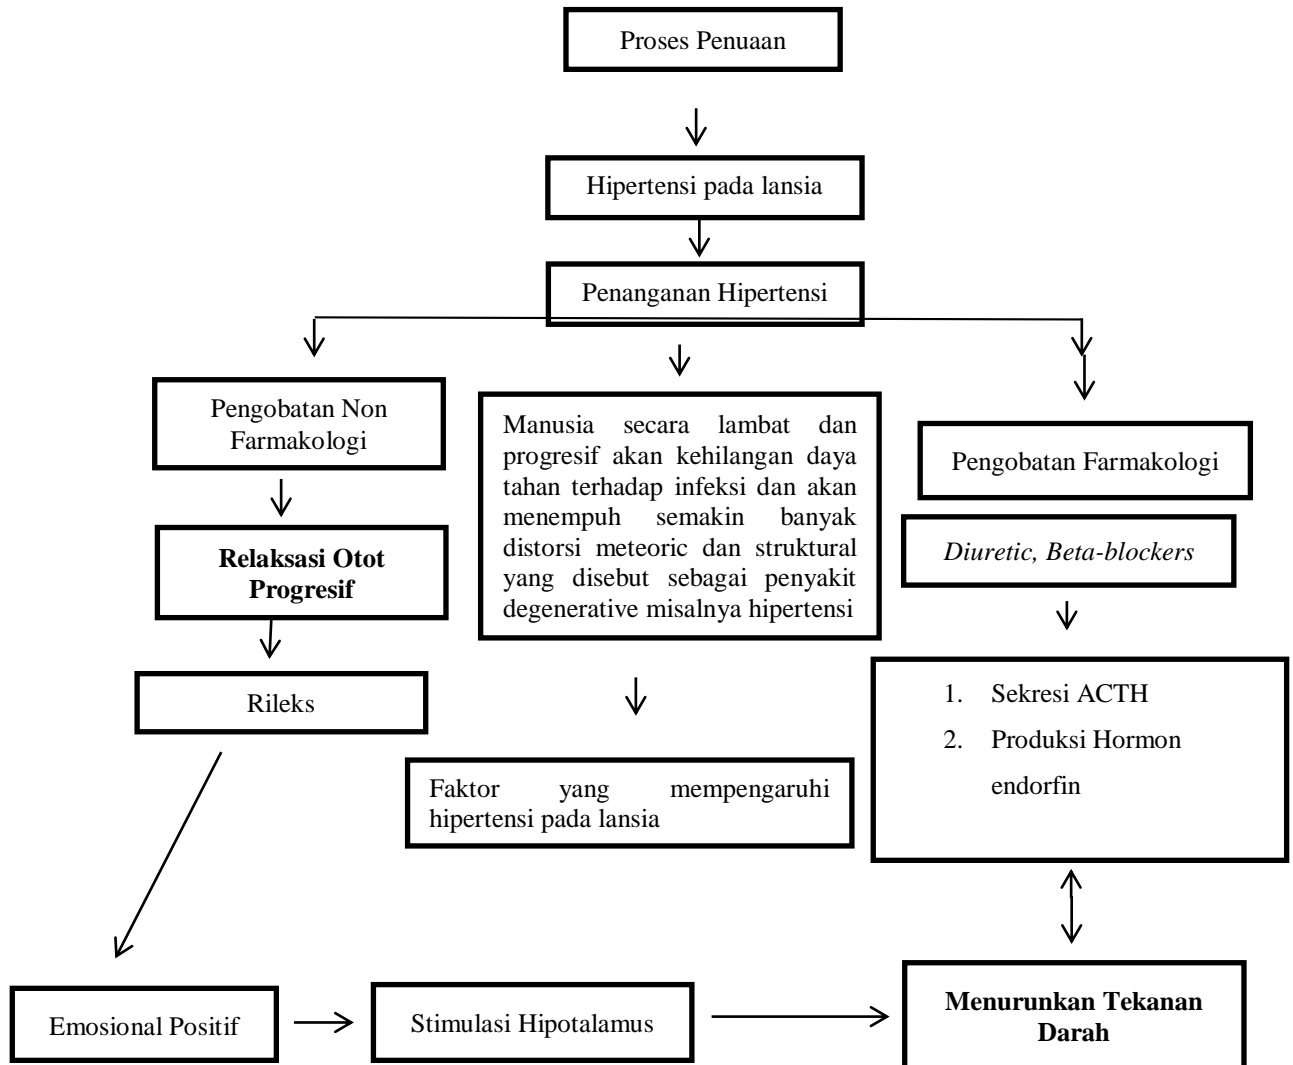 Proses Penuaan
Hipertensi pada lansia
Penanganan Hipertensi
Pengobatan Non
Farmakologi
Manusia secara lambat dan
progresif akan kehilangan daya
tahan terhadap infeksi dan akan
menempuh semakin banyak
distorsi meteoric dan struktural
yang disebut sebagai penyakit
degenerative misalnya hipertensi
Pengobatan Farmakologi
Relaksasi Otot
Progresif
Diuretic, Beta-blockers
Rileks
1. Sekresi ACTH
2. Produksi Hormon
endorfin
Faktor yang mempengaruhi
hipertensi pada lansia
Emosional Positif
Stimulasi Hipotalamus
Menurunkan Tekanan
Darah